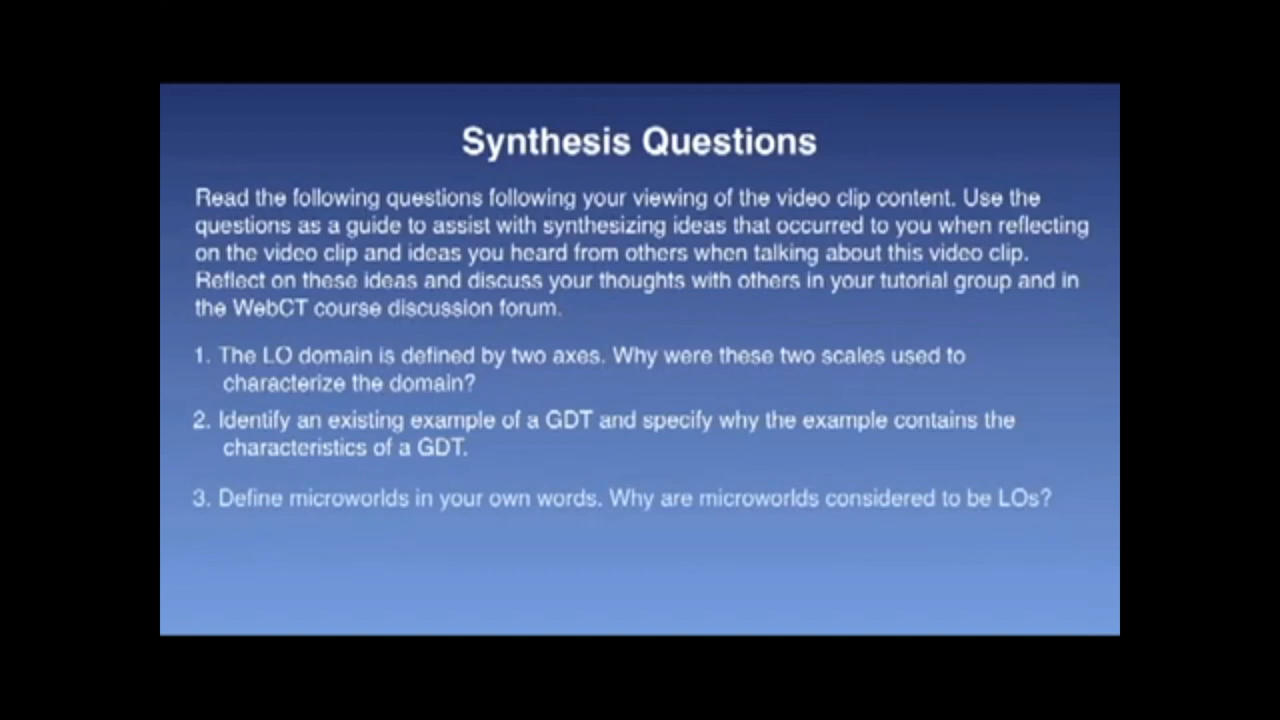 Synthesis Questions
Read the following questions following your viewing of the video clip content. Use the
questions as a guide to assist with synthesizing ideas that occurred to you when reflecting
on the video clip and ideas you heard from others when talking about this video clip.
Reflect on these ideas and discuss your thoughts with others in your tutorial group and in
the WebCT course discussion forum.
1. The LO domain is defined by two axes. Why were these two scales used to
characterize the domain?
2. Identify an existing example of a GDT and specify why the example contains the
characteristics of a GDT.
3. Define microworlds in your own words. Why are microworlds considered to be LOs?